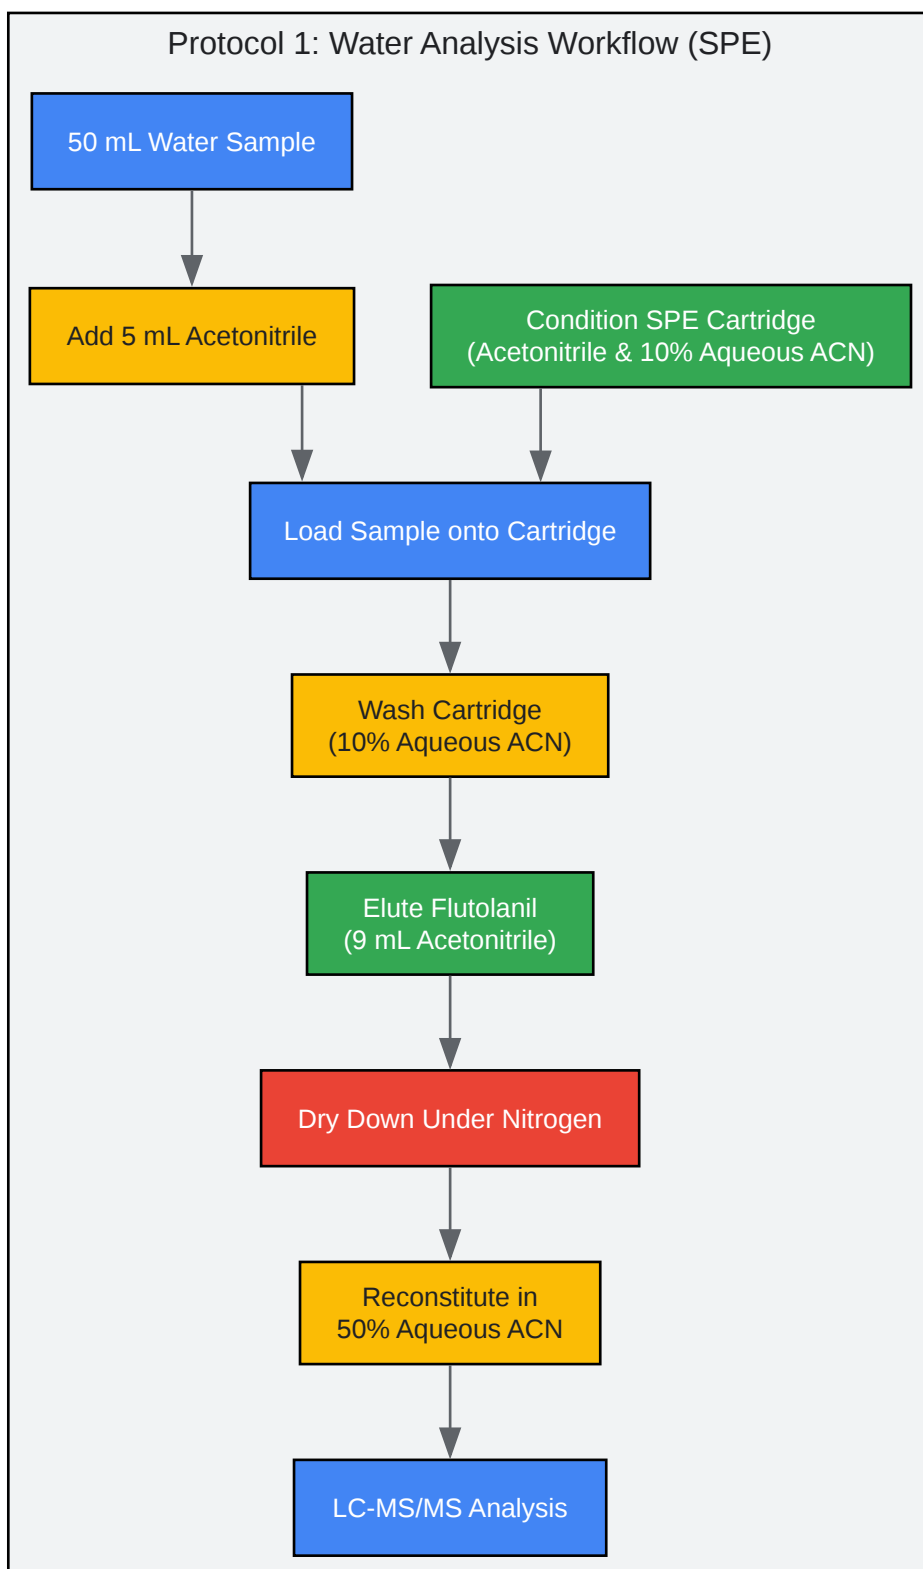 Protocol 1: Water Analysis Workflow (SPE)
50 mL Water Sample
Add 5 mL Acetonitrile
Condition SPE Cartridge
(Acetonitrile & 10% Aqueous ACN)
Load Sample onto Cartridge
Wash Cartridge
(10% Aqueous ACN)
Elute Flutolanil
(9 mL Acetonitrile)
Dry Down Under Nitrogen
Reconstitute in
50% Aqueous ACN
LC-MS/MS Analysis